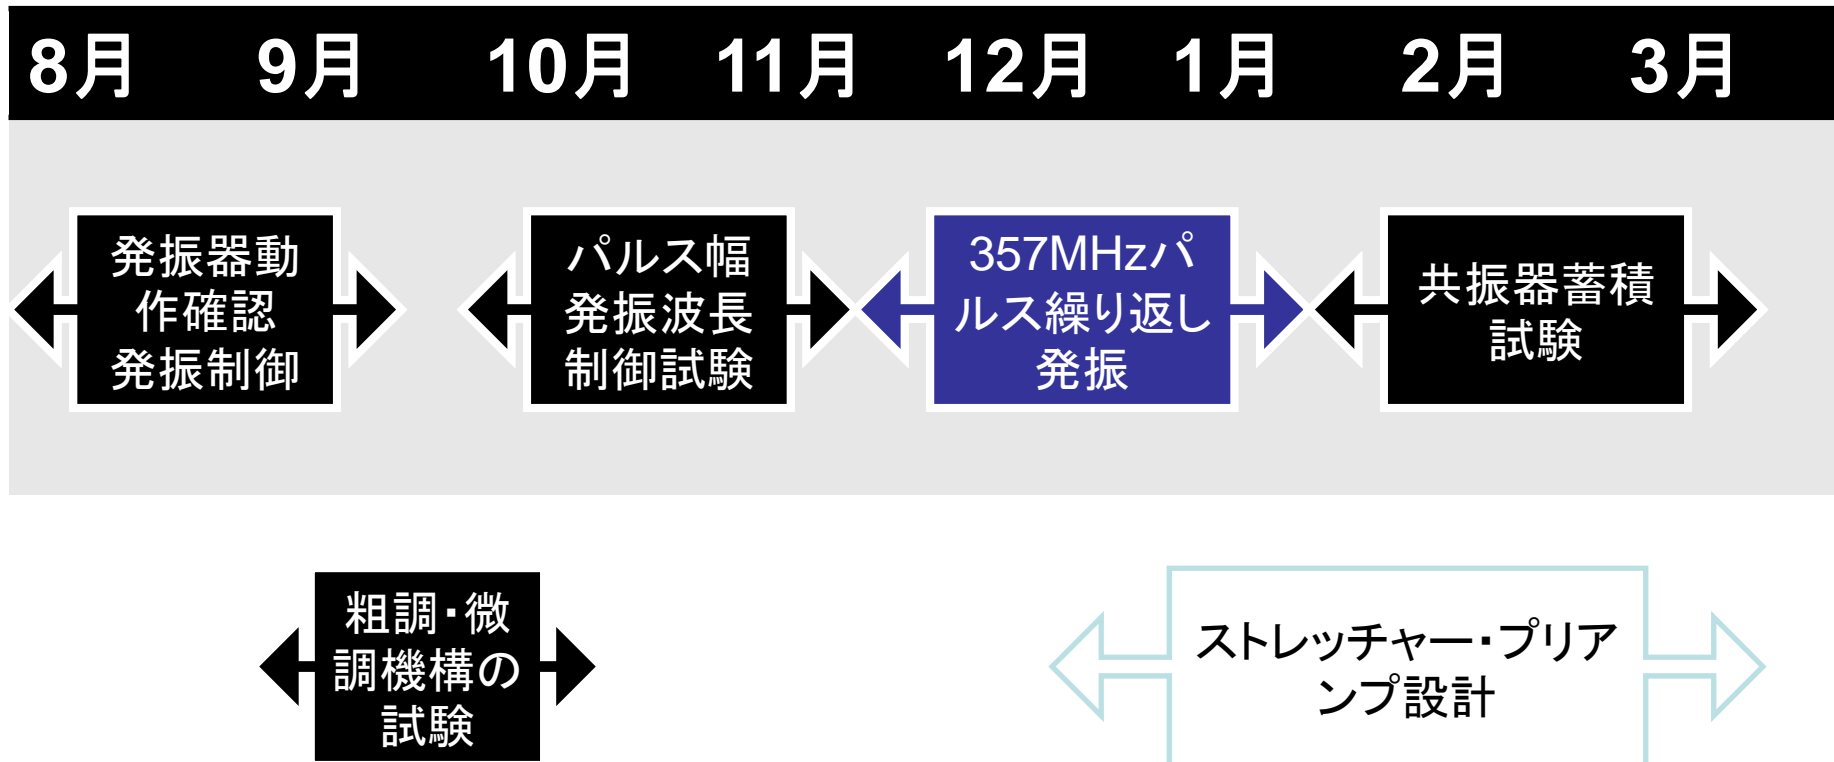 8月 9月 10月 11月 12月 1月 2月 3月
発振器動
作確認
発振制御
パルス幅
発振波長
制御試験
357MHzパ
ルス繰り返し
発振
共振器蓄積
試験
粗調・微
調機構の
試験
ストレッチャー・プリア
ンプ設計